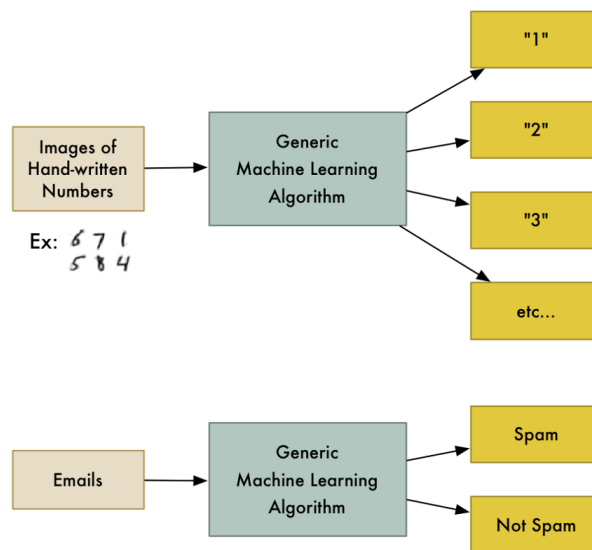 "1"
"2"
"3"
etc...
Images of
Hand-written
Numbers
Generic
Machine Learning
Algorithm
Ex: 6 7 1
5 8 4
Emails
Generic
Machine Learning
Algorithm
Spam
Not Spam